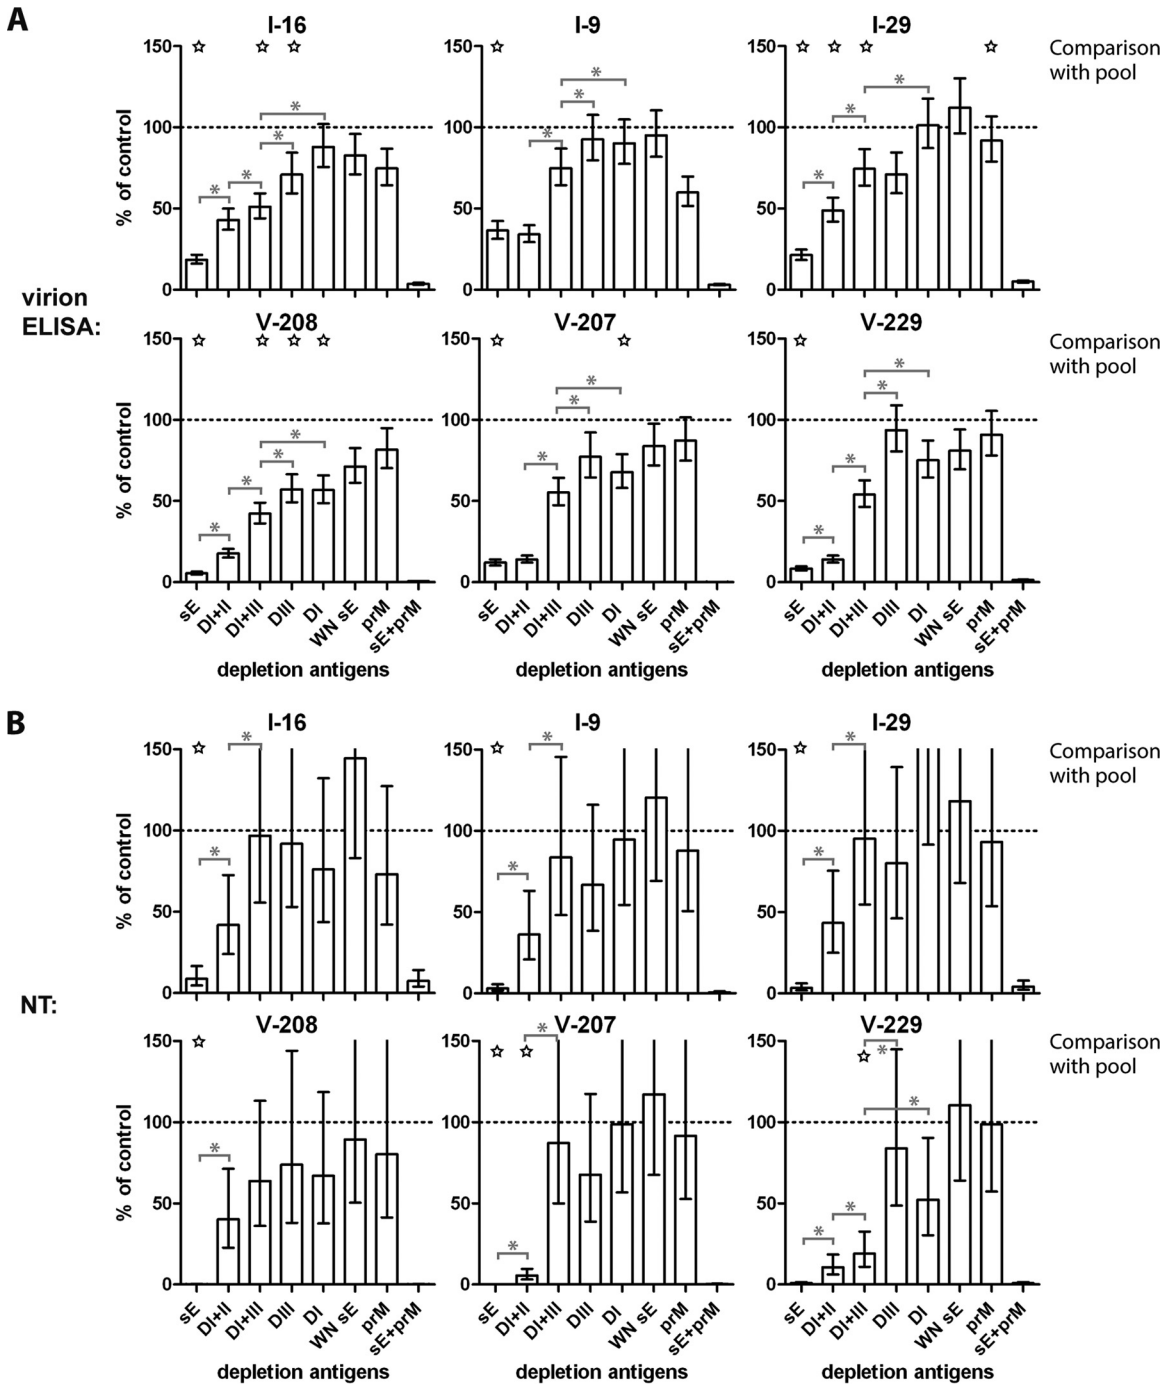 A
I-16
I-9
I-29
150
100
50
0
% of control
150
100
50
0
150
100
50
0
Comparison
with pool
virion
ELISA:
V-208
V-207
V-229
150
100
50
0
% of control
150
100
50
0
150
100
50
0
Comparison
with pool
sE
DI+II
DI+III
DIII
DI
WN sE
prM
sE+prM
sE
DI+II
DI+III
DIII
DI
WN sE
prM
sE+prM
sE
DI+II
DI+III
DIII
DI
WN sE
prM
sE+prM
depletion antigens
depletion antigens
depletion antigens
B
I-16
I-9
I-29
150
100
50
0
% of control
150
100
50
0
150
100
50
0
Comparison
with pool
NT:
V-208
V-207
V-229
150
100
50
0
% of control
150
100
50
0
150
100
50
0
Comparison
with pool
sE
DI+II
DI+III
DIII
DI
WN sE
prM
sE+prM
sE
DI+II
DI+III
DIII
DI
WN sE
prM
sE+prM
sE
DI+II
DI+III
DIII
DI
WN sE
prM
sE+prM
depletion antigens
depletion antigens
depletion antigens